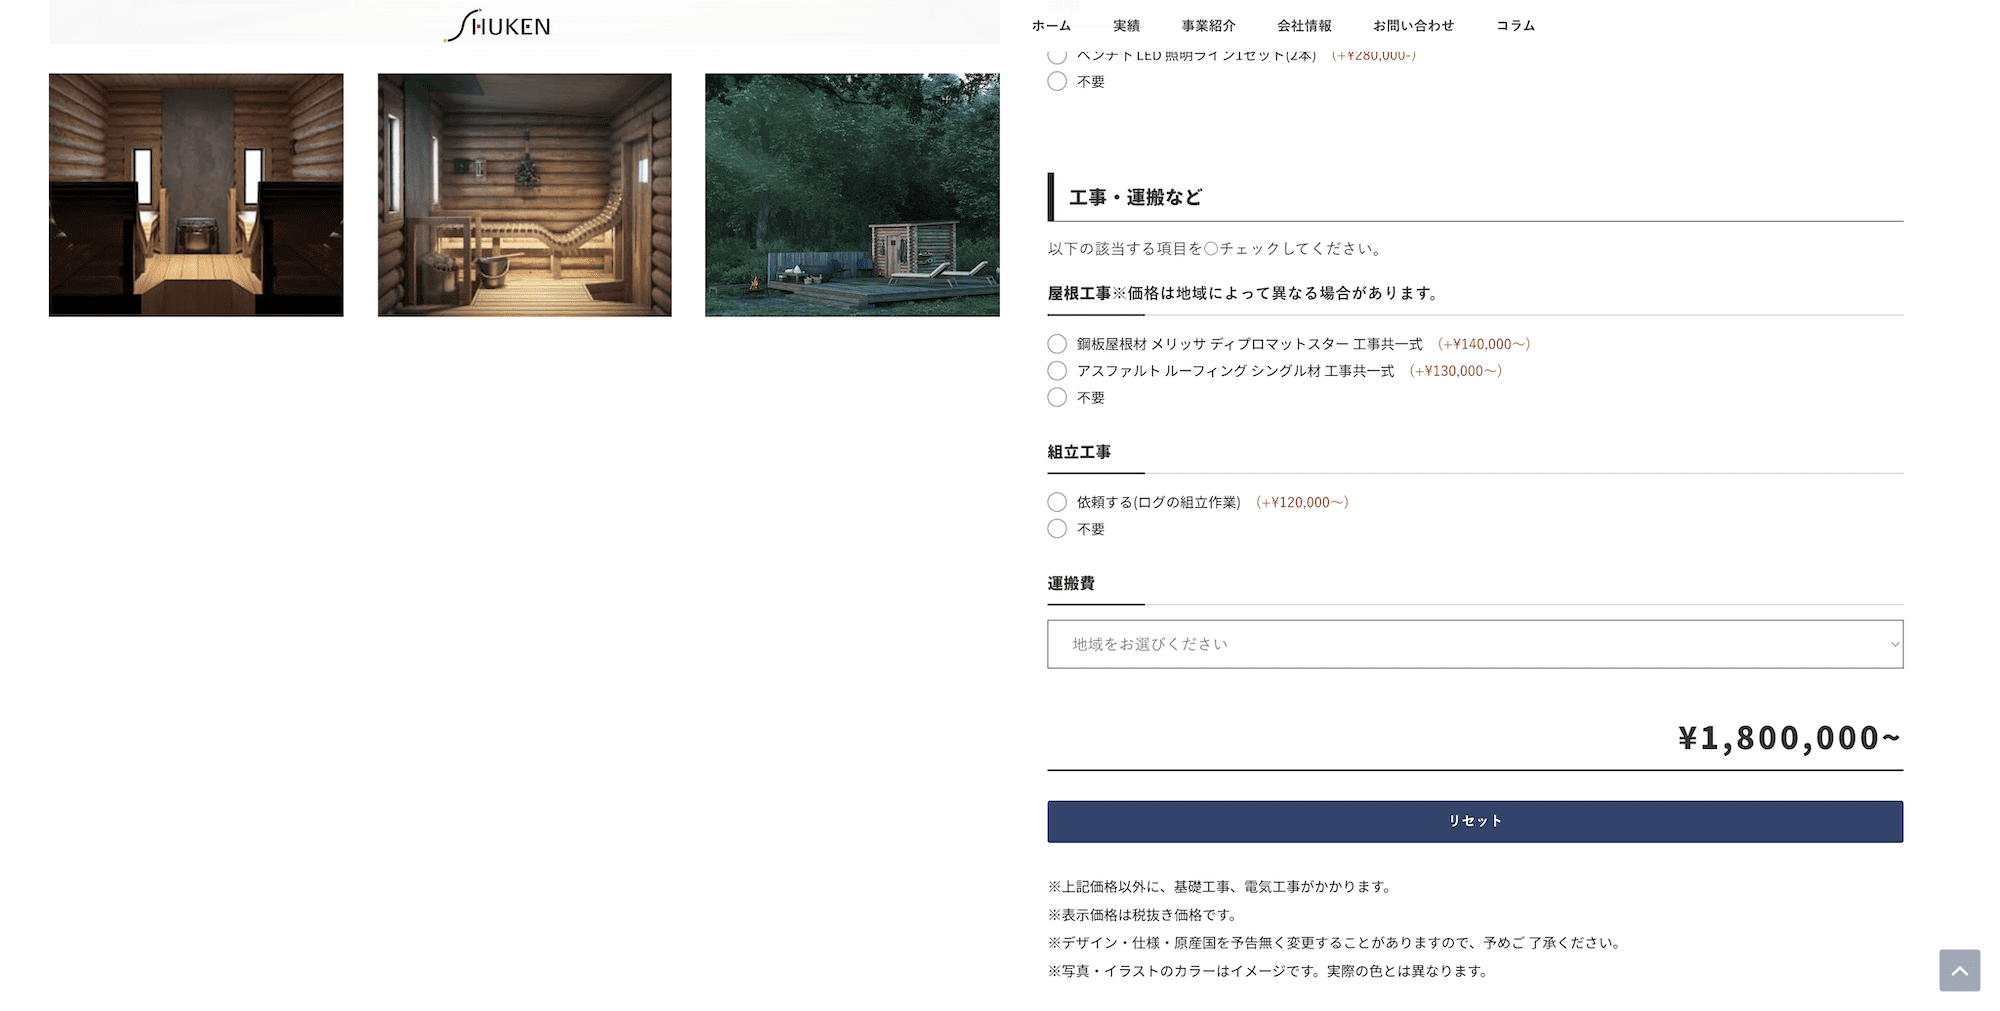 SHUKEN
ホーム 実績 事業紹介 会社情報 お問い合わせ コラム
ベンチ下 LED 照明ライン1セット(2本) （+¥280,000-）
不要
工事・運搬など
以下の該当する項目を〇チェックしてください。
屋根工事※価格は地域によって異なる場合があります。
鋼板屋根材 メリッサ ディプロマットスター 工事共一式 （+¥140,000〜）
アスファルト ルーフィング シングル材 工事共一式 （+¥130,000〜）
不要
組立工事
依頼する(ログの組立作業) （+¥120,000〜）
不要
運搬費
地域をお選びください
¥1,800,000~
リセット
※上記価格以外に、基礎工事、電気工事がかかります。
※表示価格は税抜き価格です。
※デザイン・仕様・原産国を予告無く変更することがありますので、予めご 了承ください。
※写真・イラストのカラーはイメージです。実際の色とは異なります。